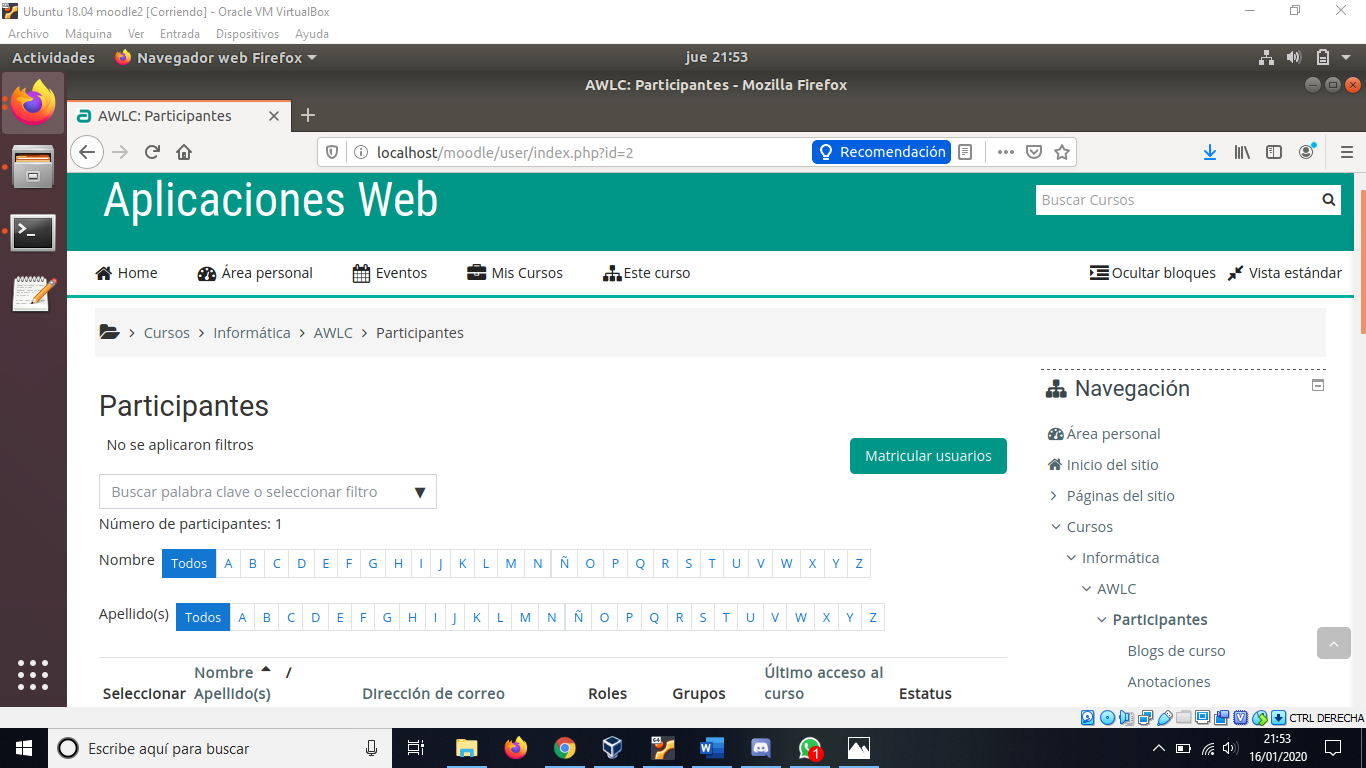 Ubuntu 18.04 moodle2 [Corriendo] - Oracle VM VirtualBox
Archivo Máquina Ver Entrada Dispositivos Ayuda
Actividades Navegador web Firefox jue 21:53
AWLC: Participantes - Mozilla Firefox
AWLC: Participantes
localhost/moodle/user/index.php?id=2 Recomendación
Aplicaciones Web
Buscar Cursos
Home Área personal Eventos Mis Cursos Este curso Ocultar bloques Vista estándar
Cursos Informática AWLC Participantes
Participantes
No se aplicaron filtros
Matricular usuarios
Buscar palabra clave o seleccionar filtro
Número de participantes: 1
Nombre Todos A B C D E F G H I J K L M N Ñ O P Q R S T U V W X Y Z
Apellido(s) Todos A B C D E F G H I J K L M N Ñ O P Q R S T U V W X Y Z
Nombre / Último acceso al
Seleccionar Apellido(s) Dirección de correo Roles Grupos curso Estatus
Navegación
Área personal
Inicio del sitio
Páginas del sitio
Cursos
Informática
AWLC
Participantes
Blogs de curso
Anotaciones
CTRL DERECHA
Escribe aquí para buscar
64
1
21:53
16/01/2020